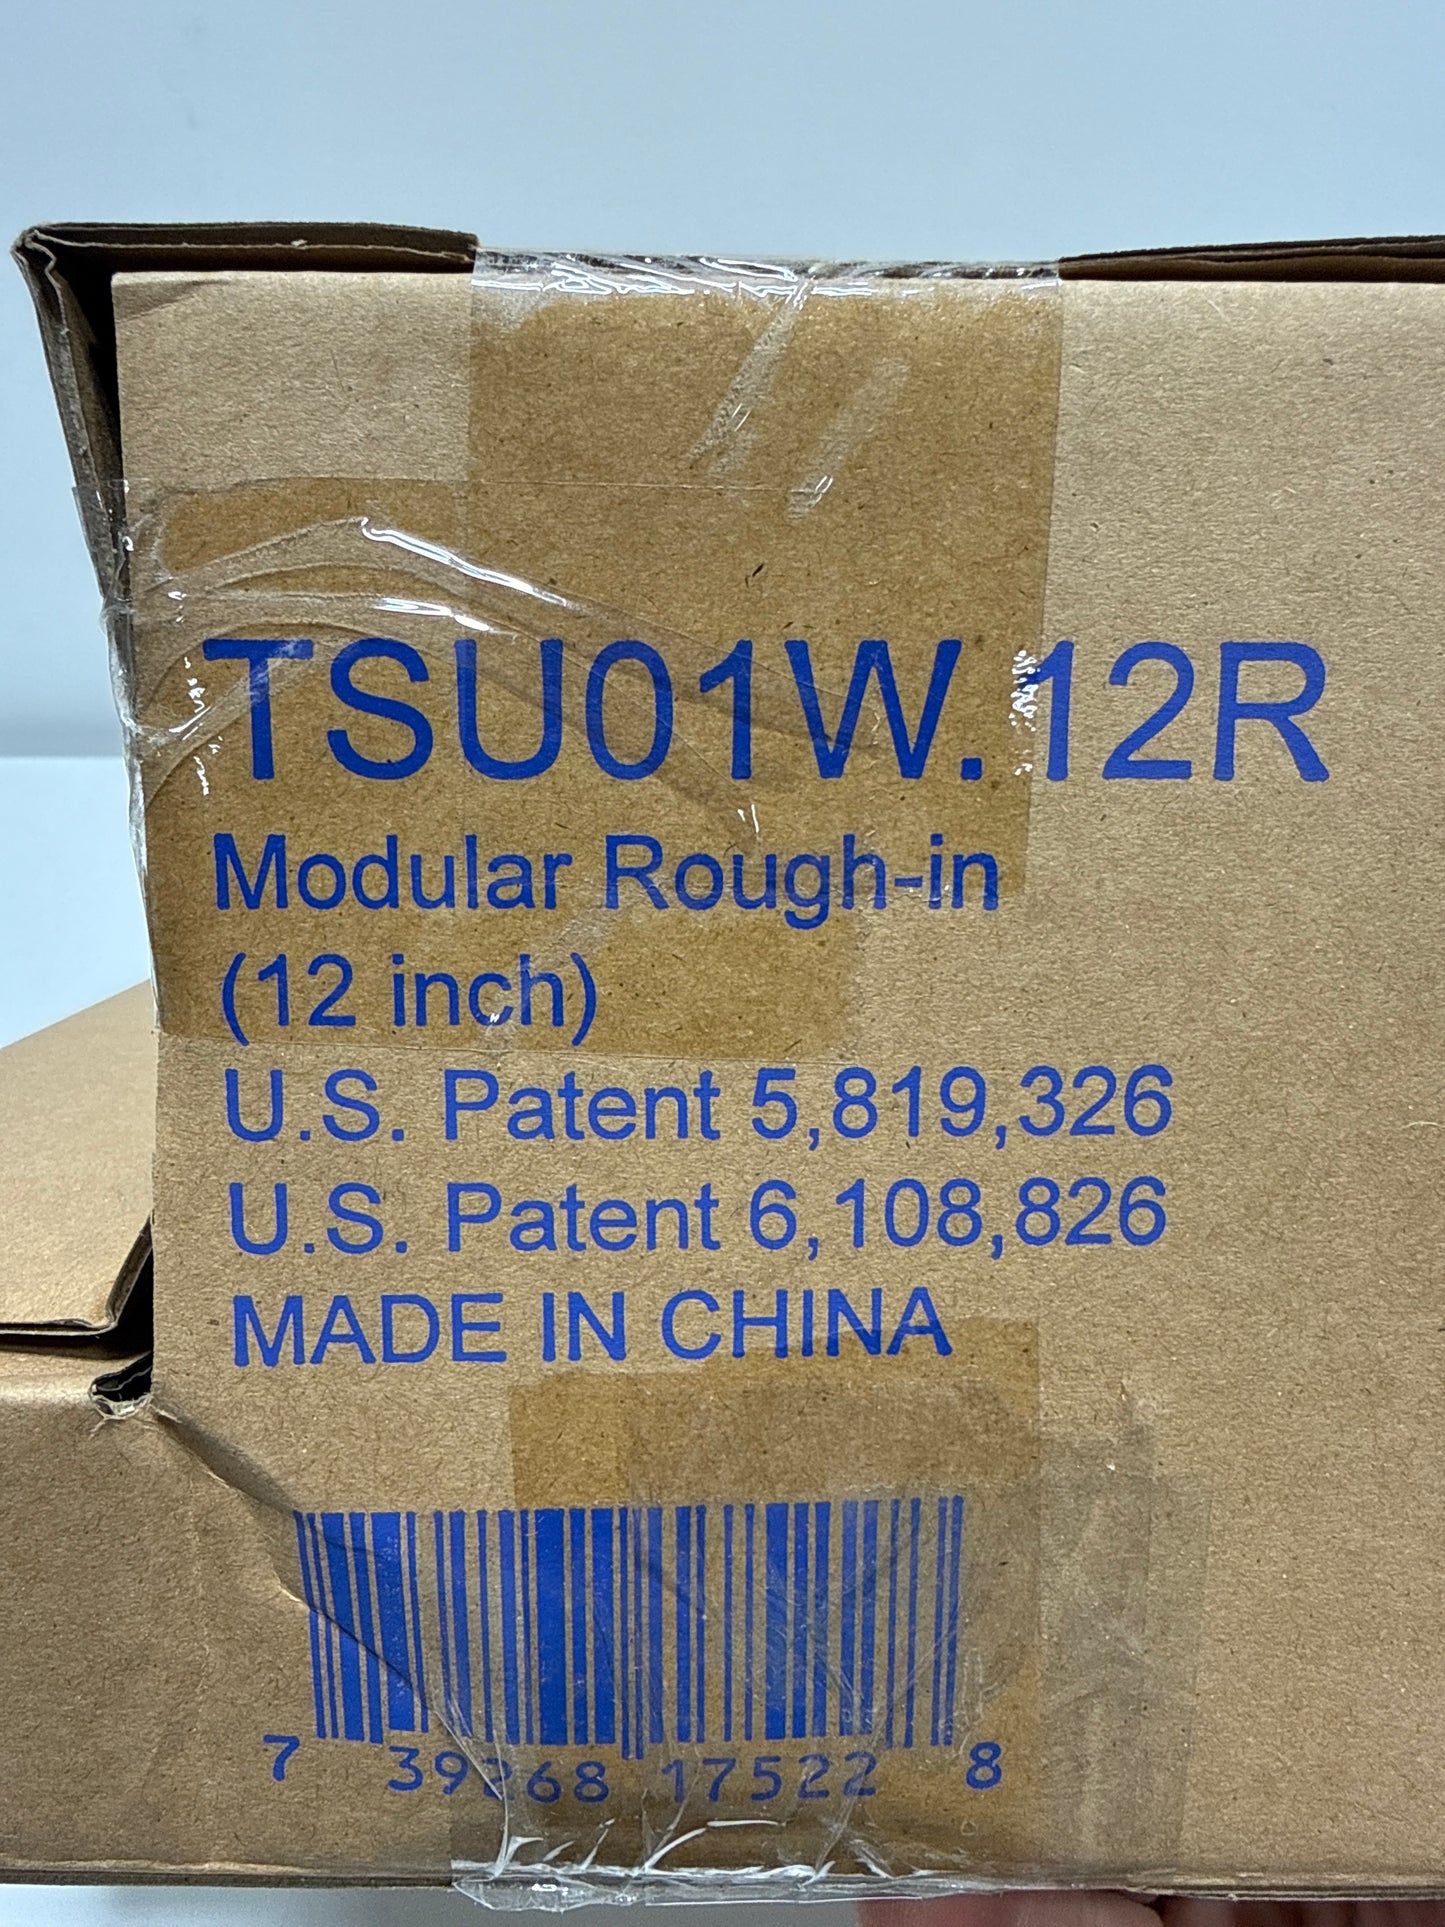 TSU01W.12R
Modular Rough-in
(12 inch)
U.S. Patent 5,819,326
U.S. Patent 6,108,826
MADE IN CHINA
7 39268 17522 8